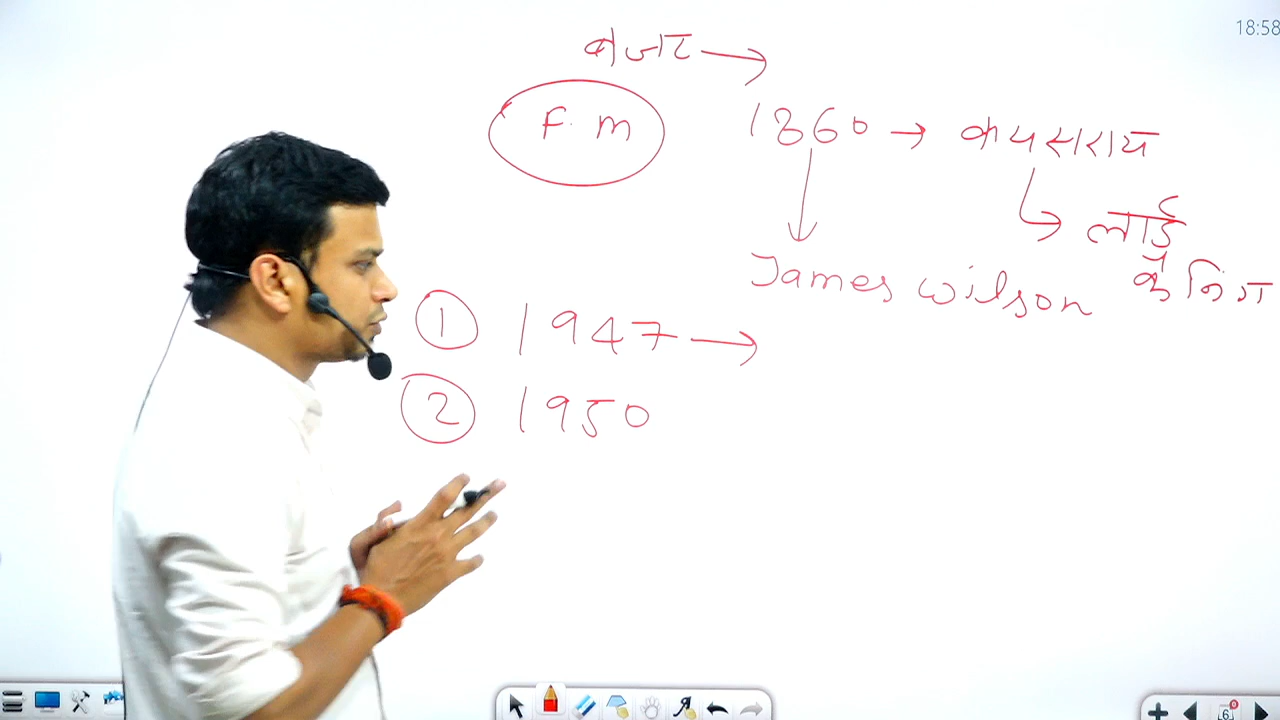 18:58
बजट →
F.M 1860 → वायसराय
लार्ड
James Wilson कैनिंग
① 1947 →
② 1950